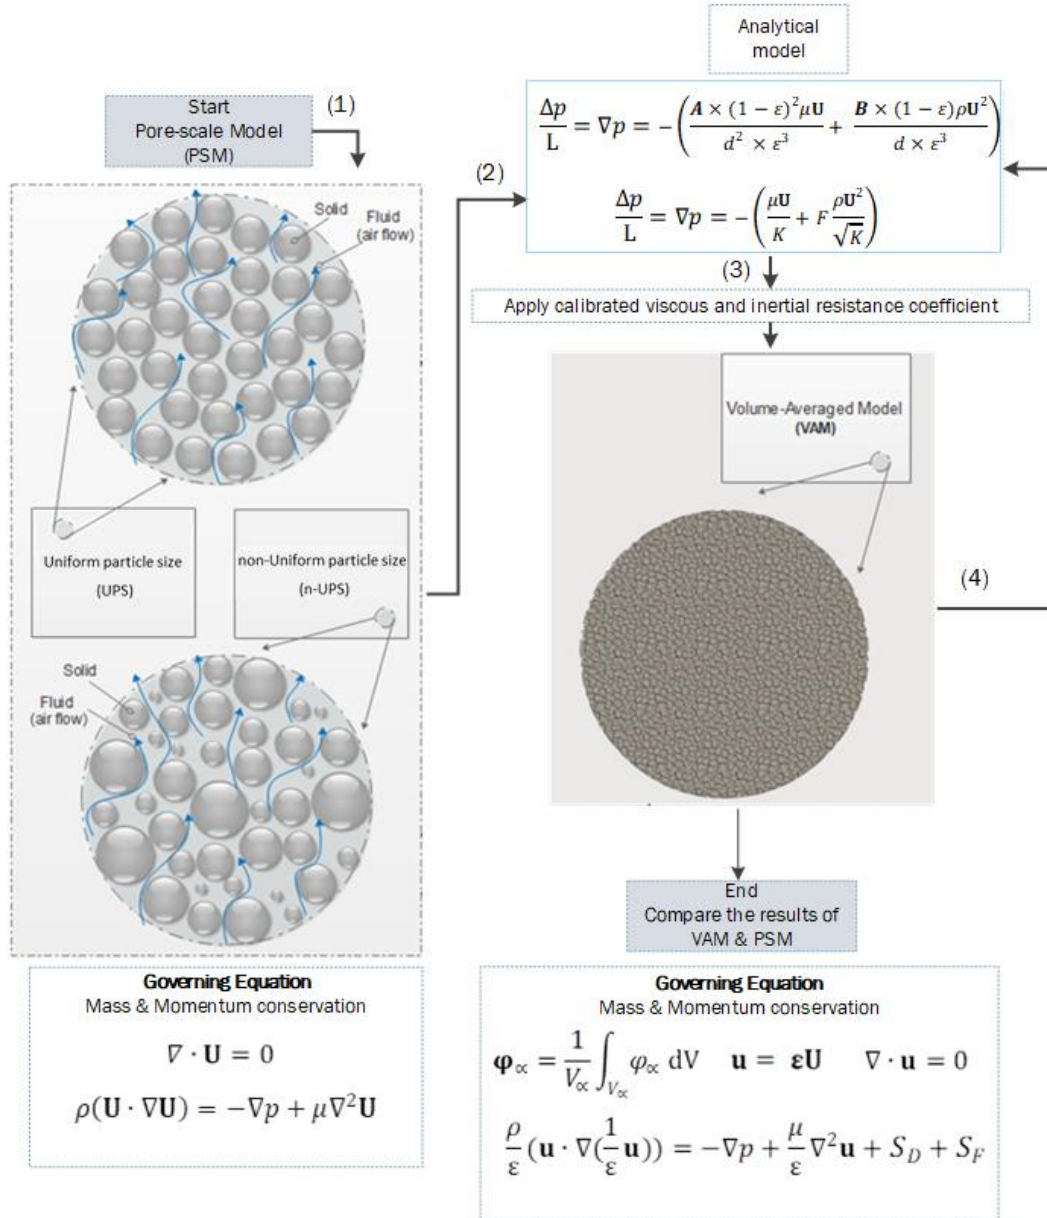 Analytical
model
Start
Pore-scale Model
(PSM)
(1)
(2)
Δp/L = ∇p = −(A × (1 − ε)²μU / d² × ε³ + B × (1 − ε)ρU² / d × ε³)
Δp/L = ∇p = −(μU/K + F ρU²/√K)
(3)
Apply calibrated viscous and inertial resistance coefficient
Solid
Fluid
(air flow)
Volume-Averaged Model
(VAM)
Uniform particle size
(UPS)
non-Uniform particle size
(n-UPS)
(4)
Solid
Fluid
(air flow)
End
Compare the results of
VAM & PSM
Governing Equation
Mass & Momentum conservation
∇ · U = 0
ρ(U · ∇U) = −∇p + μ∇²U
Governing Equation
Mass & Momentum conservation
φ∝ = 1/V∝ ∫V∝ φ∝ dV u = εU ∇ · u = 0
ρ/ε (u · ∇(1/ε u)) = −∇p + μ/ε ∇²u + S_D + S_F